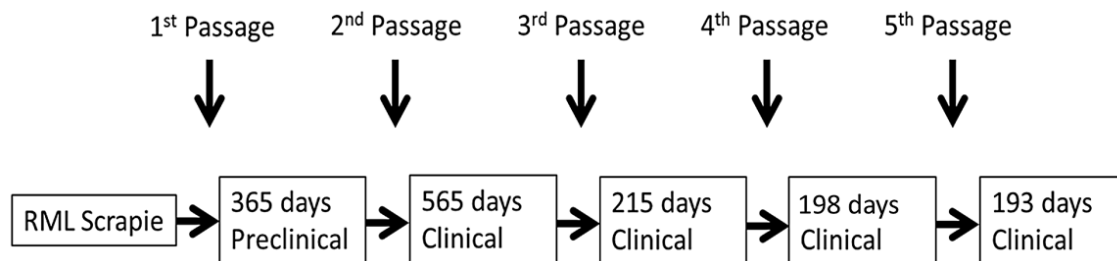 1st Passage
2nd Passage
3rd Passage
4th Passage
5th Passage
RML Scrapie
365 days
Preclinical
565 days
Clinical
215 days
Clinical
198 days
Clinical
193 days
Clinical